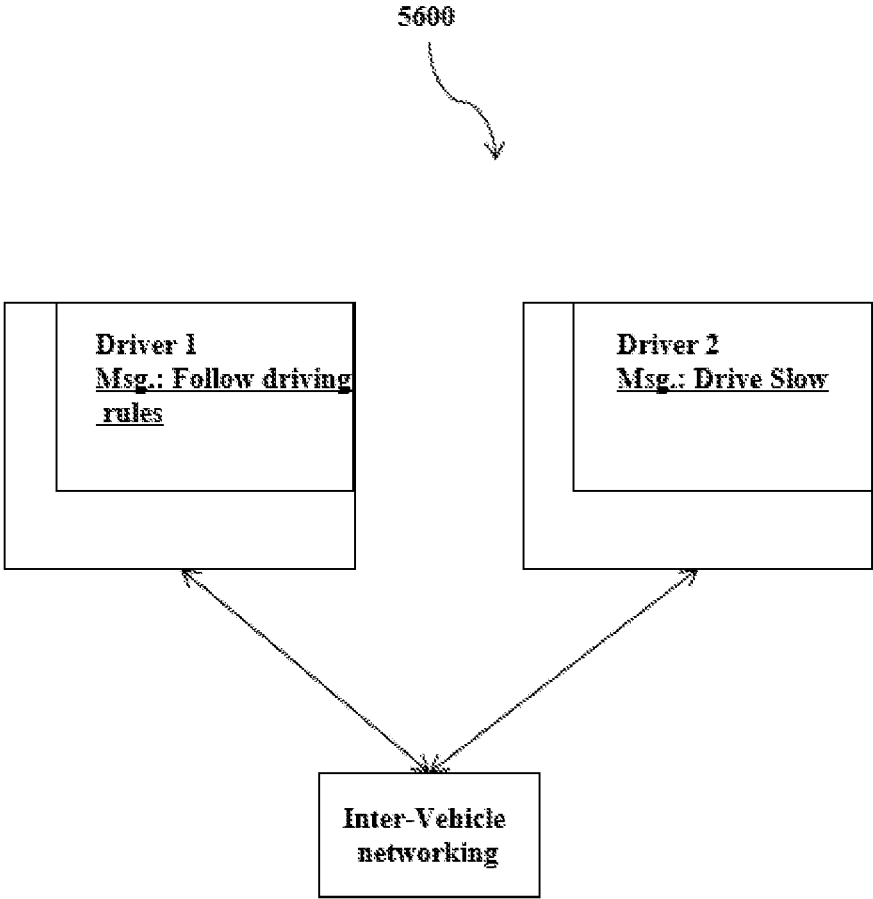 5600
Driver 1
Msg.: Follow driving
rules
Driver 2
Msg.: Drive Slow
Inter-Vehicle
networking